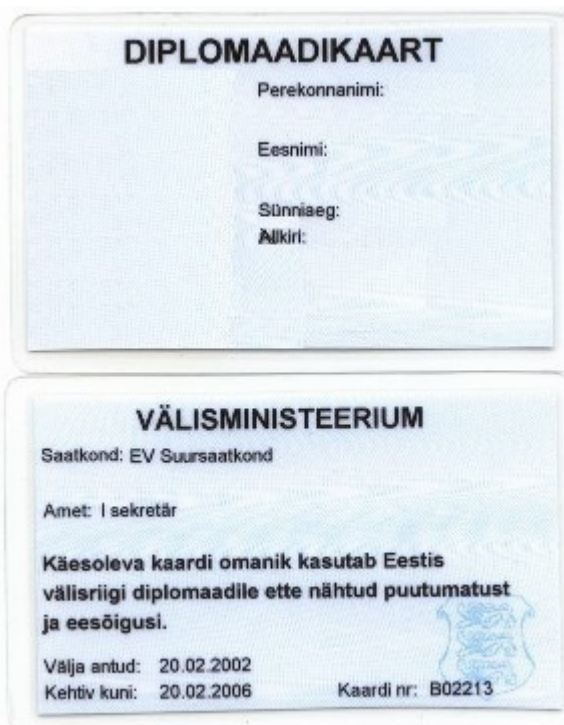 DIPLOMAADIKAART
Perekonnanimi:
Eesnimi:
Sünniaeg:
Allkiri:
VÄLISMINISTEERIUM
Saatkond: EV Suursaatkond
Amet: I sekretär
Käesoleva kaardi omanik kasutab Eestis
välisriigi diplomaadile ette nähtud puutumatust
ja eesõigusi.
Välja antud: 20.02.2002
Kehtiv kuni: 20.02.2006 Kaardi nr: B02213